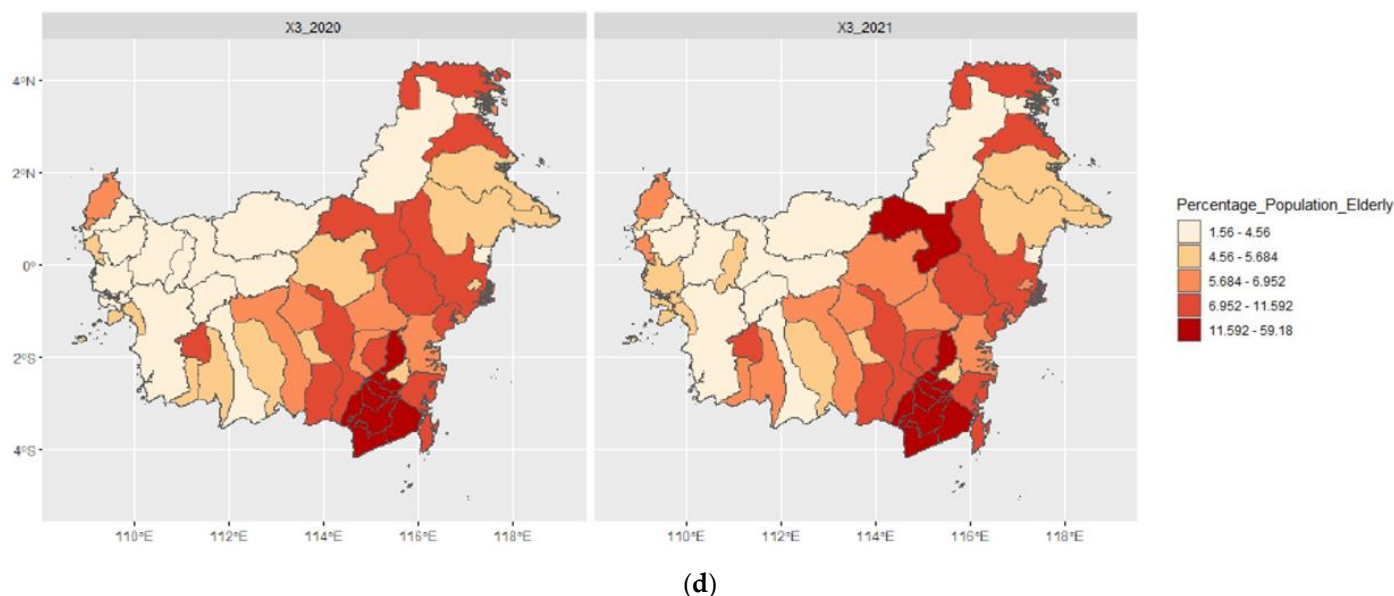 X3_2020
X3_2021
4°N
2°N
0°
2°S
4°S
110°E
112°E
114°E
116°E
118°E
110°E
112°E
114°E
116°E
118°E
Percentage_Population_Elderly
1.56 - 4.56
4.56 - 5.684
5.684 - 6.952
6.952 - 11.592
11.592 - 59.18
(d)